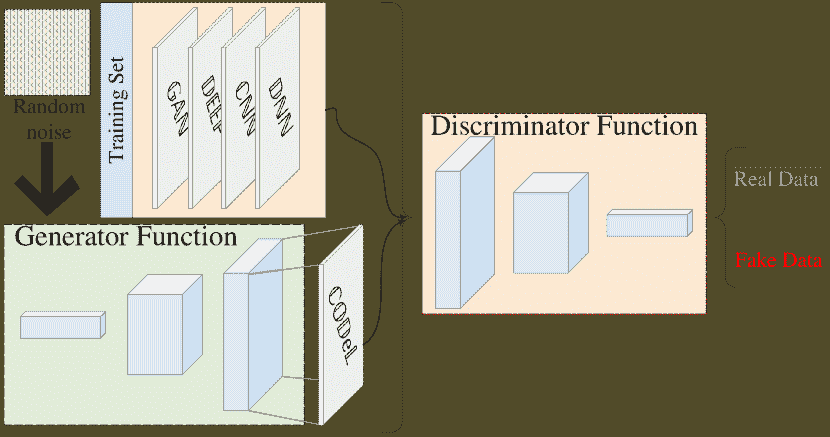 Random
noise
Training Set
GAN
DEEP
CNN
DNN
Discriminator Function
Real Data
Fake Data
Generator Function
CODeL